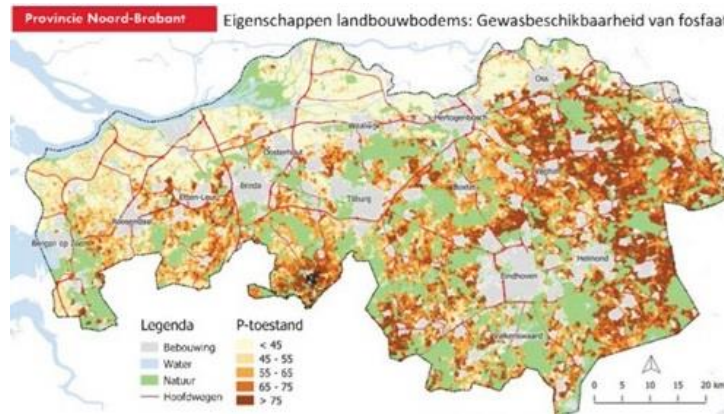 Provincie Noord-Brabant
Eigenschappen landbouwbodems: Gewasbeschikbaarheid van fosfaat
Oss
Cuijk
Hertogenbosch
Waalwijk
Oosterhout
Breda
Etten-Leur
Tilburg
Boxtel
Veghel
Roosendaal
Bergen op Zoom
Eindhoven
Helmond
Valkenswaard
Legenda
Bebouwing
Water
Natuur
Hoofdwegen
P-toestand
< 45
45 - 55
55 - 65
65 - 75
> 75
0 5 10 15 20 km